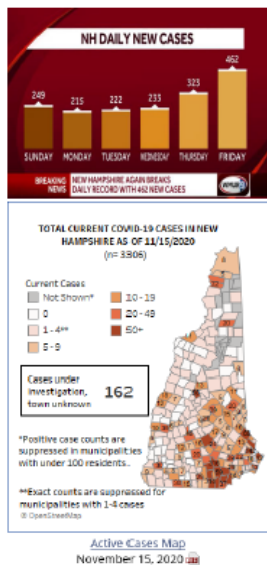 NH DAILY NEW CASES
249 215 222 233 323 462
SUNDAY MONDAY TUESDAY WEDNESDAY THURSDAY FRIDAY
BREAKING NEWS
NEW HAMPSHIRE AGAIN BREAKS
DAILY RECORD WITH 462 NEW CASES
TOTAL CURRENT COVID-19 CASES IN NEW
HAMPSHIRE AS OF 11/15/2020
(n= 3306)
Current Cases
Not Shown* 10 - 19
0 20 - 49
1 - 4** 50+
5 - 9
Cases under
investigation,
town unknown
162
*Positive case counts are
suppressed in municipalities
with under 100 residents.
**Exact counts are suppressed for
municipalities with 1-4 cases
© OpenStreetMap
Active Cases Map
November 15, 2020